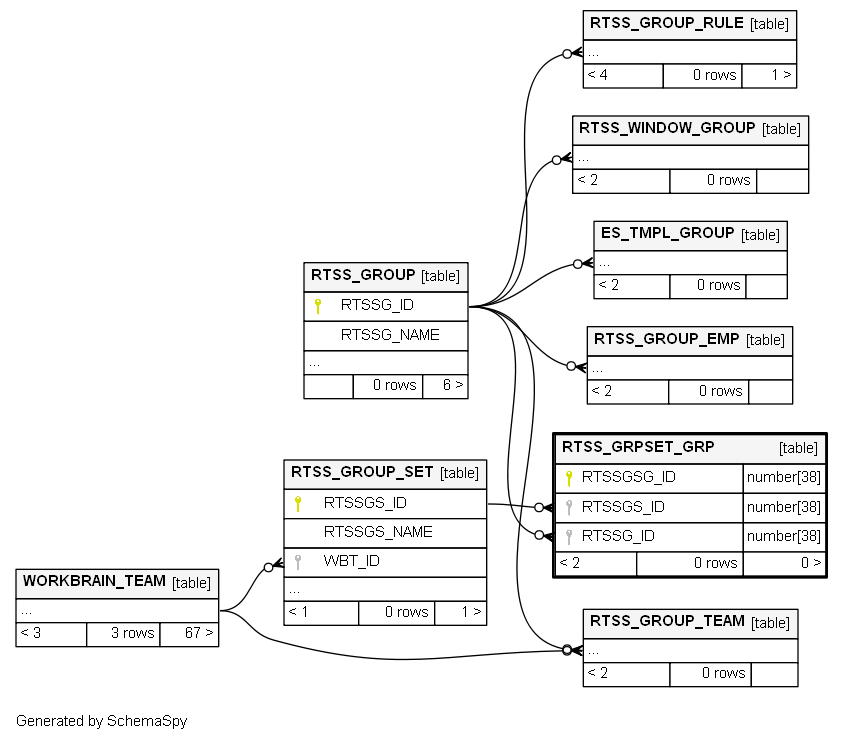 RTSS_GROUP_RULE [table]
...
< 4 0 rows 1 >
RTSS_WINDOW_GROUP [table]
...
< 2 0 rows
ES_TMPL_GROUP [table]
...
< 2 0 rows
RTSS_GROUP [table]
RTSSG_ID
RTSSG_NAME
...
0 rows 6 >
RTSS_GROUP_EMP [table]
...
< 2 0 rows
RTSS_GRPSET_GRP [table]
RTSSGSG_ID number[38]
RTSSGS_ID number[38]
RTSSG_ID number[38]
< 2 0 rows 0 >
RTSS_GROUP_SET [table]
RTSSGS_ID
RTSSGS_NAME
WBT_ID
...
< 1 0 rows 1 >
WORKBRAIN_TEAM [table]
...
< 3 3 rows 67 >
RTSS_GROUP_TEAM [table]
...
< 2 0 rows
Generated by SchemaSpy